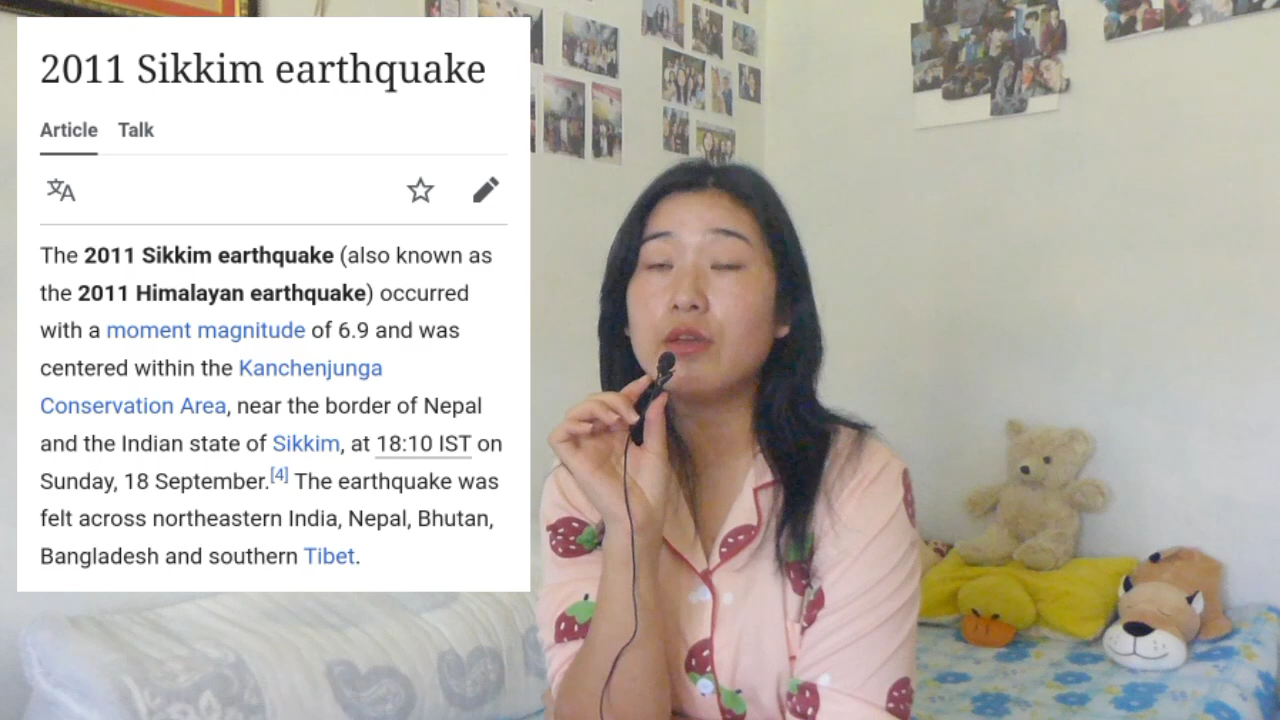 2011 Sikkim earthquake
Article Talk
The 2011 Sikkim earthquake (also known as
the 2011 Himalayan earthquake) occurred
with a moment magnitude of 6.9 and was
centered within the Kanchenjunga
Conservation Area, near the border of Nepal
and the Indian state of Sikkim, at 18:10 IST on
Sunday, 18 September.[4] The earthquake was
felt across northeastern India, Nepal, Bhutan,
Bangladesh and southern Tibet.